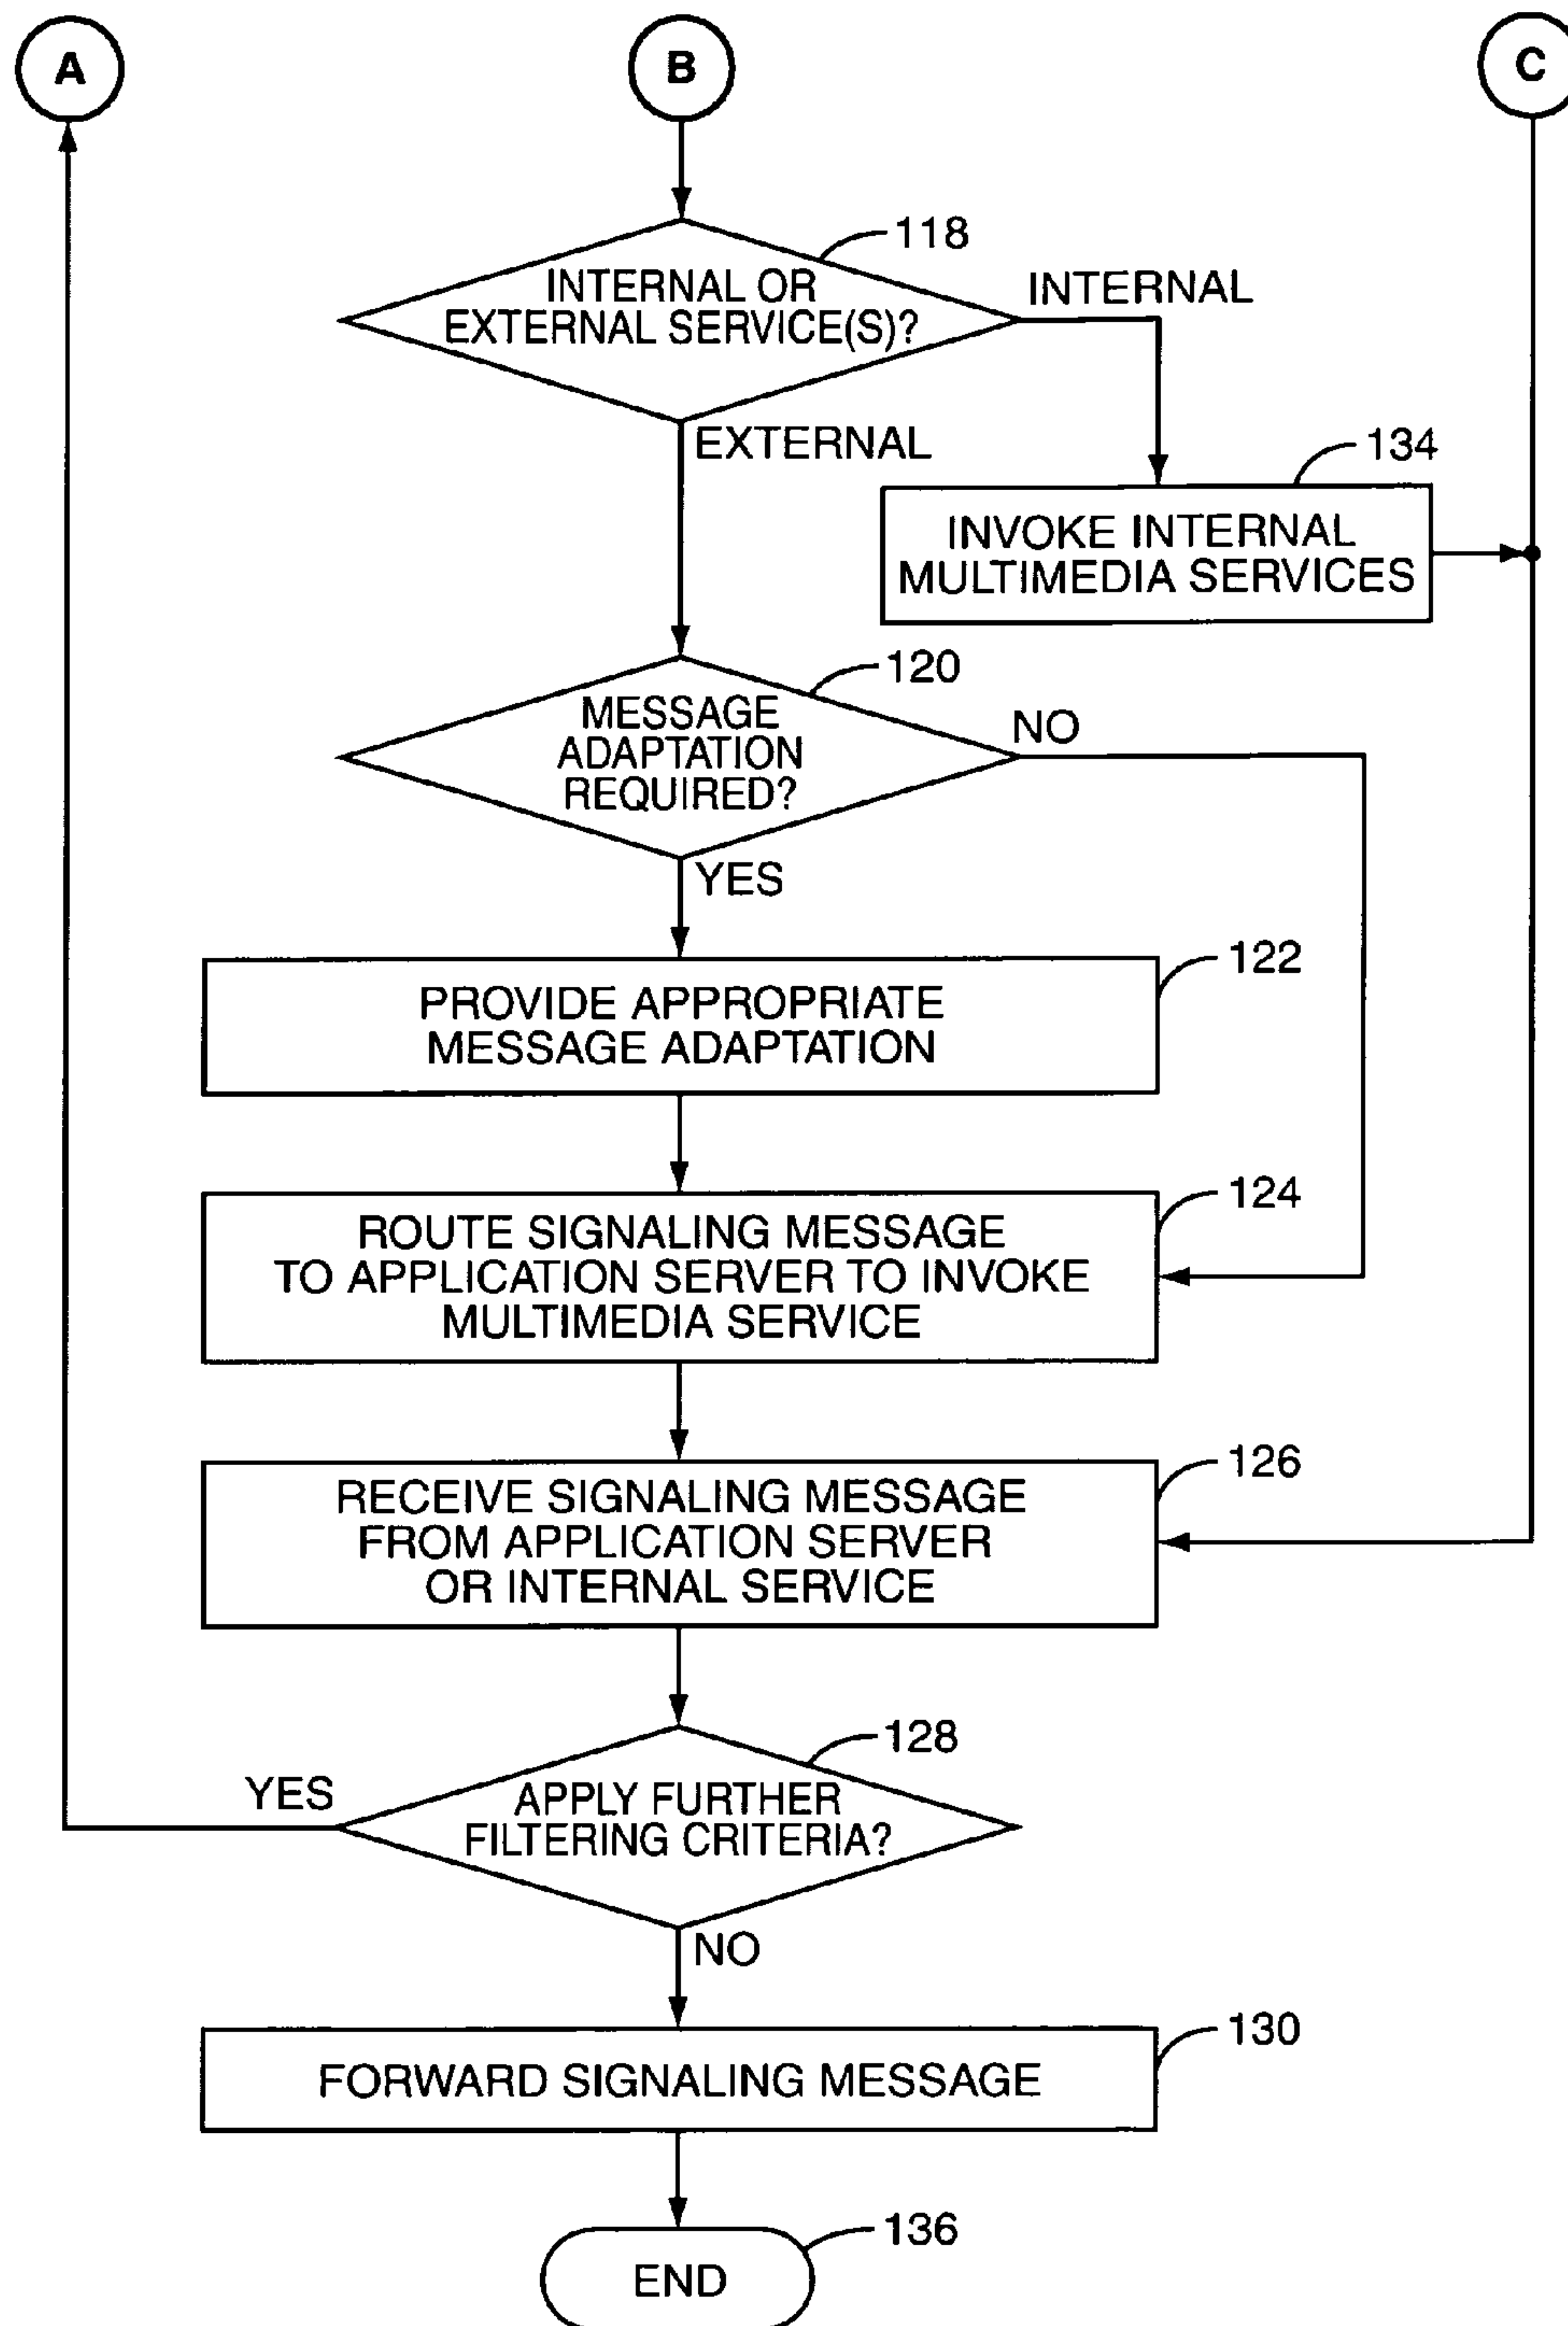 A
B
C
118
INTERNAL OR
EXTERNAL SERVICE(S)?
INTERNAL
EXTERNAL
134
INVOKE INTERNAL
MULTIMEDIA SERVICES
120
MESSAGE
ADAPTATION
REQUIRED?
NO
YES
122
PROVIDE APPROPRIATE
MESSAGE ADAPTATION
124
ROUTE SIGNALING MESSAGE
TO APPLICATION SERVER TO INVOKE
MULTIMEDIA SERVICE
126
RECEIVE SIGNALING MESSAGE
FROM APPLICATION SERVER
OR INTERNAL SERVICE
128
YES
APPLY FURTHER
FILTERING CRITERIA?
NO
130
FORWARD SIGNALING MESSAGE
136
END